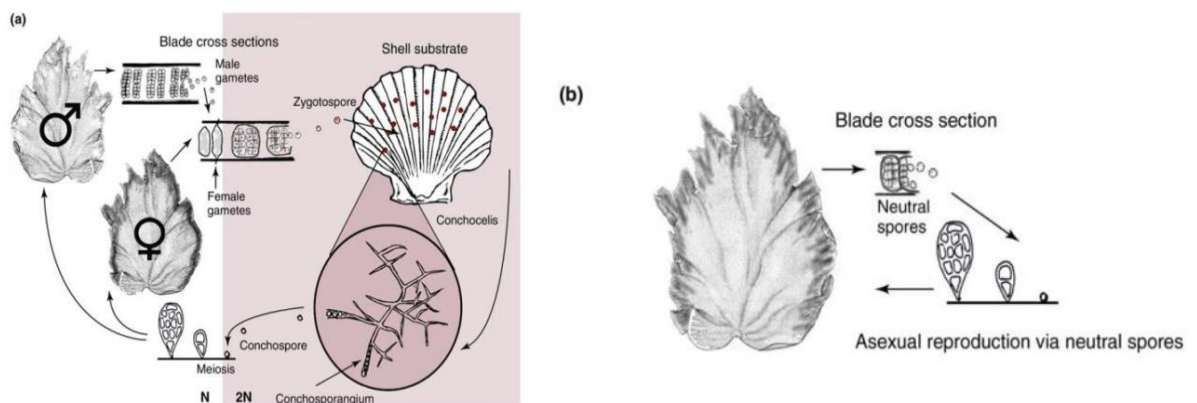 (a)
Blade cross sections
Male
gametes
Shell substrate
Zygotospore
Female
gametes
Conchocelis
Conchospore
Meiosis
N
2N
Conchosporangium
(b)
Blade cross section
Neutral
spores
Asexual reproduction via neutral spores